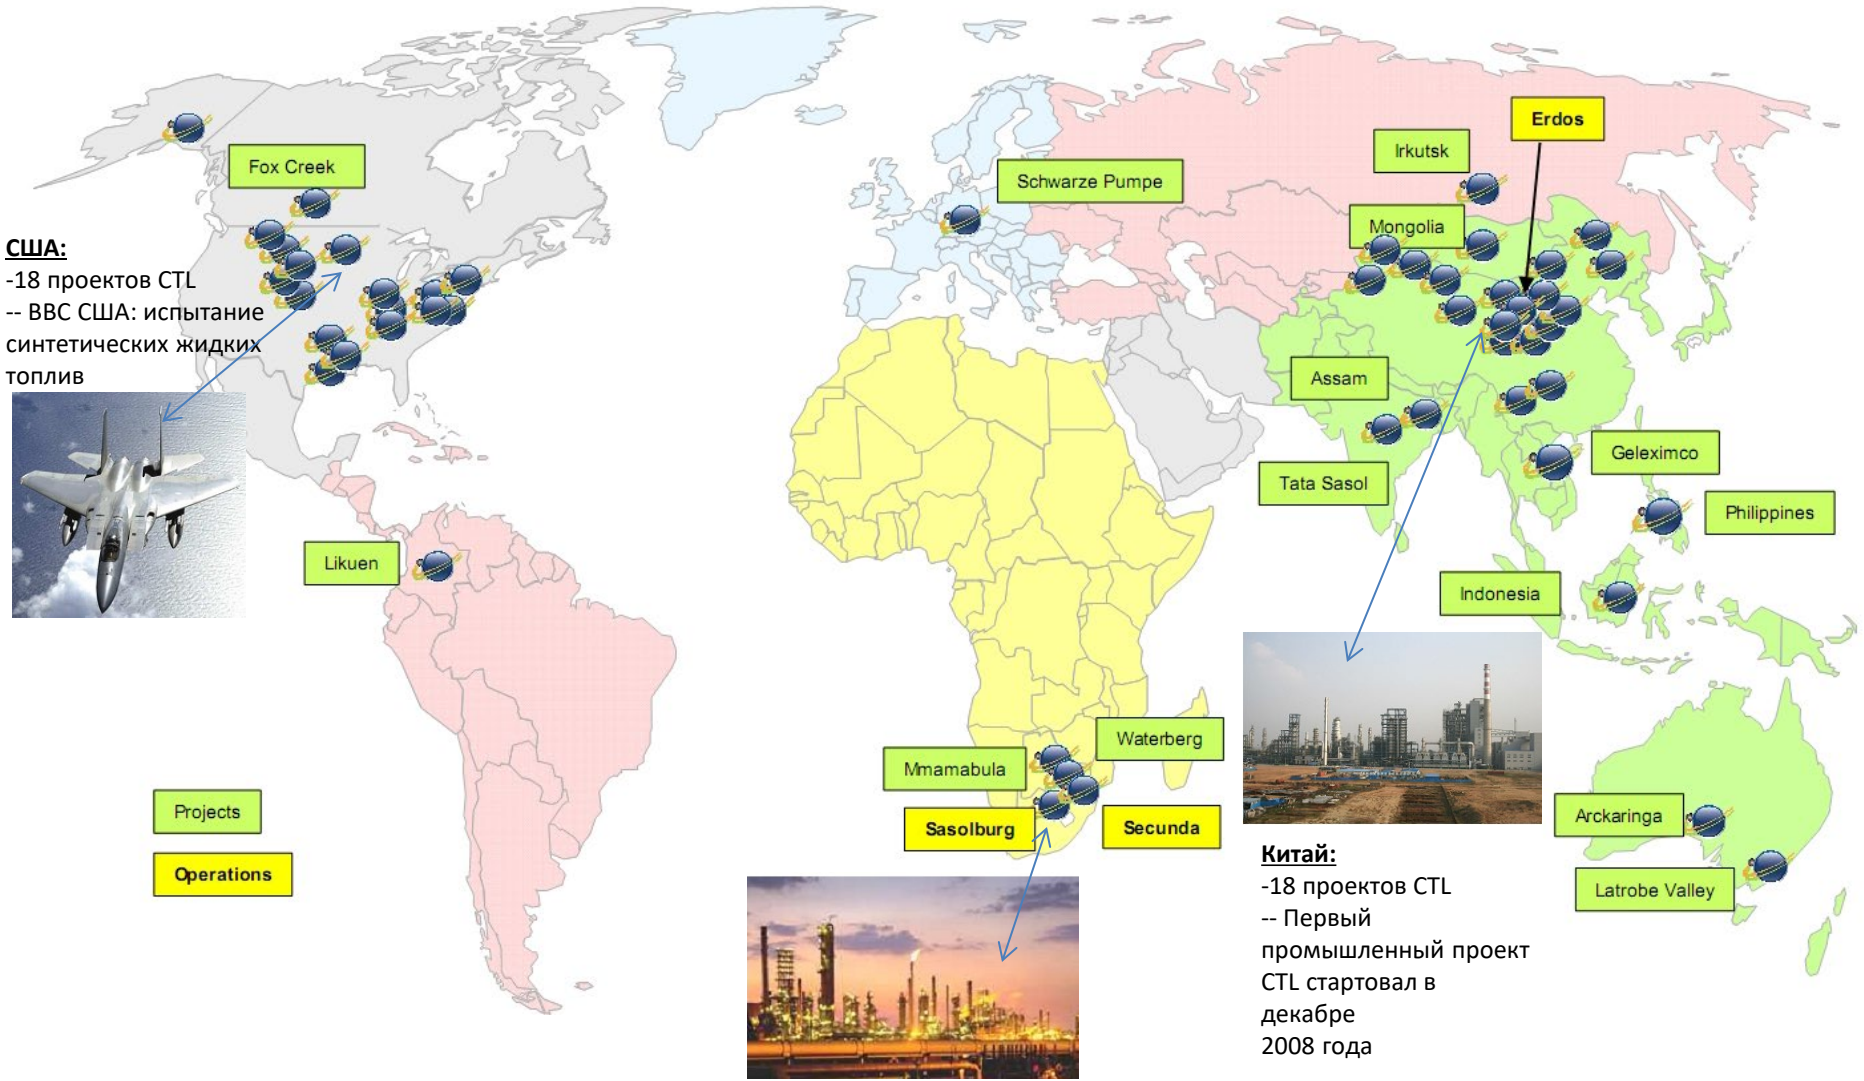 Erdos
Irkutsk
Fox Creek
Schwarze Pumpe
Mongolia
США:
-18 проектов CTL
-- ВВС США: испытание
синтетических жидких
топлив
Assam
Geleximco
Tata Sasol
Philippines
Likuen
Indonesia
Waterberg
Mmamabula
Projects
Arckaringa
Sasolburg
Secunda
Operations
Latrobe Valley
Китай:
-18 проектов CTL
-- Первый
промышленный проект
CTL стартовал в
декабре
2008 года